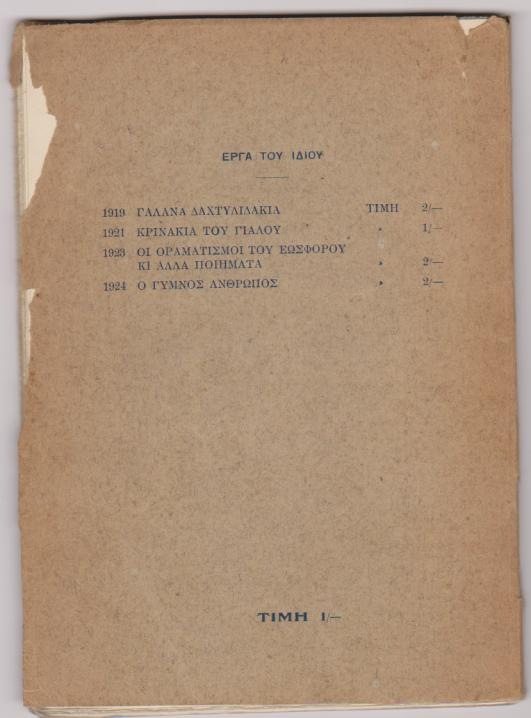 ΕΡΓΑ ΤΟΥ ΙΔΙΟΥ
1919 ΓΑΛΑΝΑ ΔΑΧΤΥΛΙΔΑΚΙΑ ΤΙΜΗ 2/—
1921 ΚΡΙΝΑΚΙΑ ΤΟΥ ΓΙΑΛΟΥ » 1/—
1923 ΟΙ ΟΡΑΜΑΤΙΣΜΟΙ ΤΟΥ ΕΩΣΦΟΡΟΥ
ΚΙ ΑΛΛΑ ΠΟΙΗΜΑΤΑ » 2/—
1924 Ο ΓΥΜΝΟΣ ΑΝΘΡΩΠΟΣ » 2/—
ΤΙΜΗ 1/—